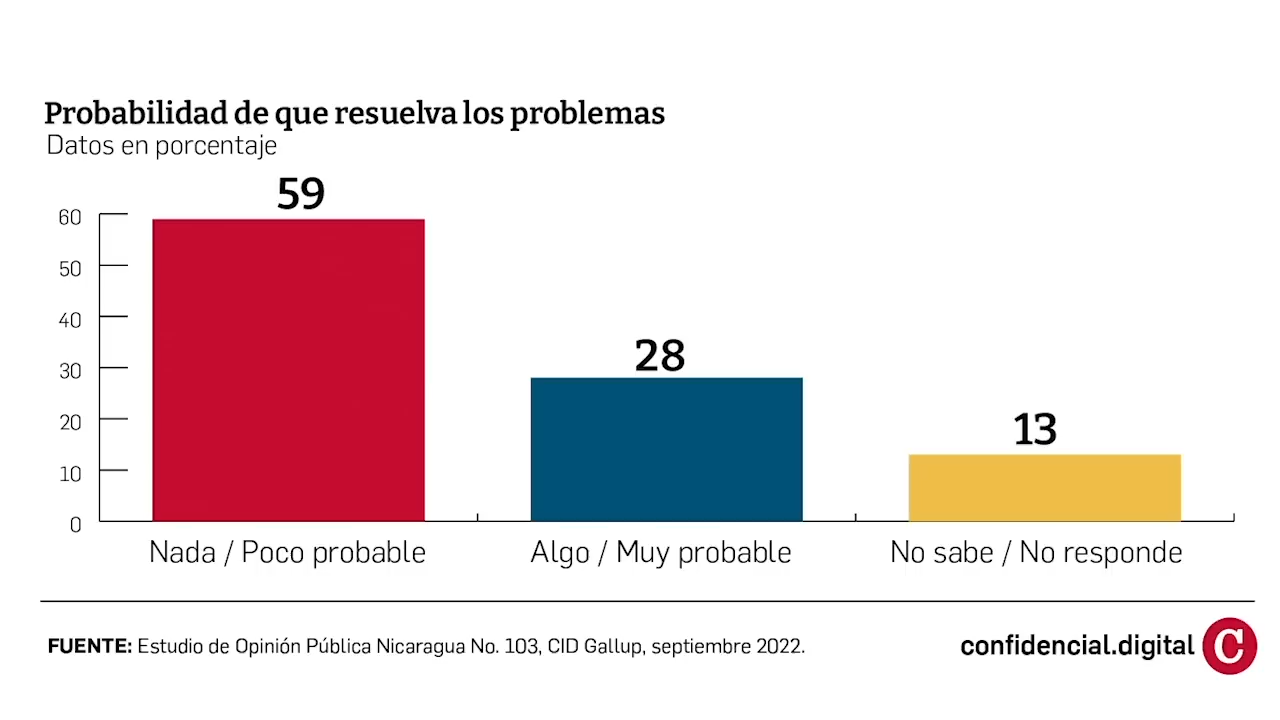 Probabilidad de que resuelva los problemas
Datos en porcentaje
59
28
13
60
50
40
30
20
10
0
Nada / Poco probable
Algo / Muy probable
No sabe / No responde
FUENTE: Estudio de Opinión Pública Nicaragua No. 103, CID Gallup, septiembre 2022.
confidencial.digital C